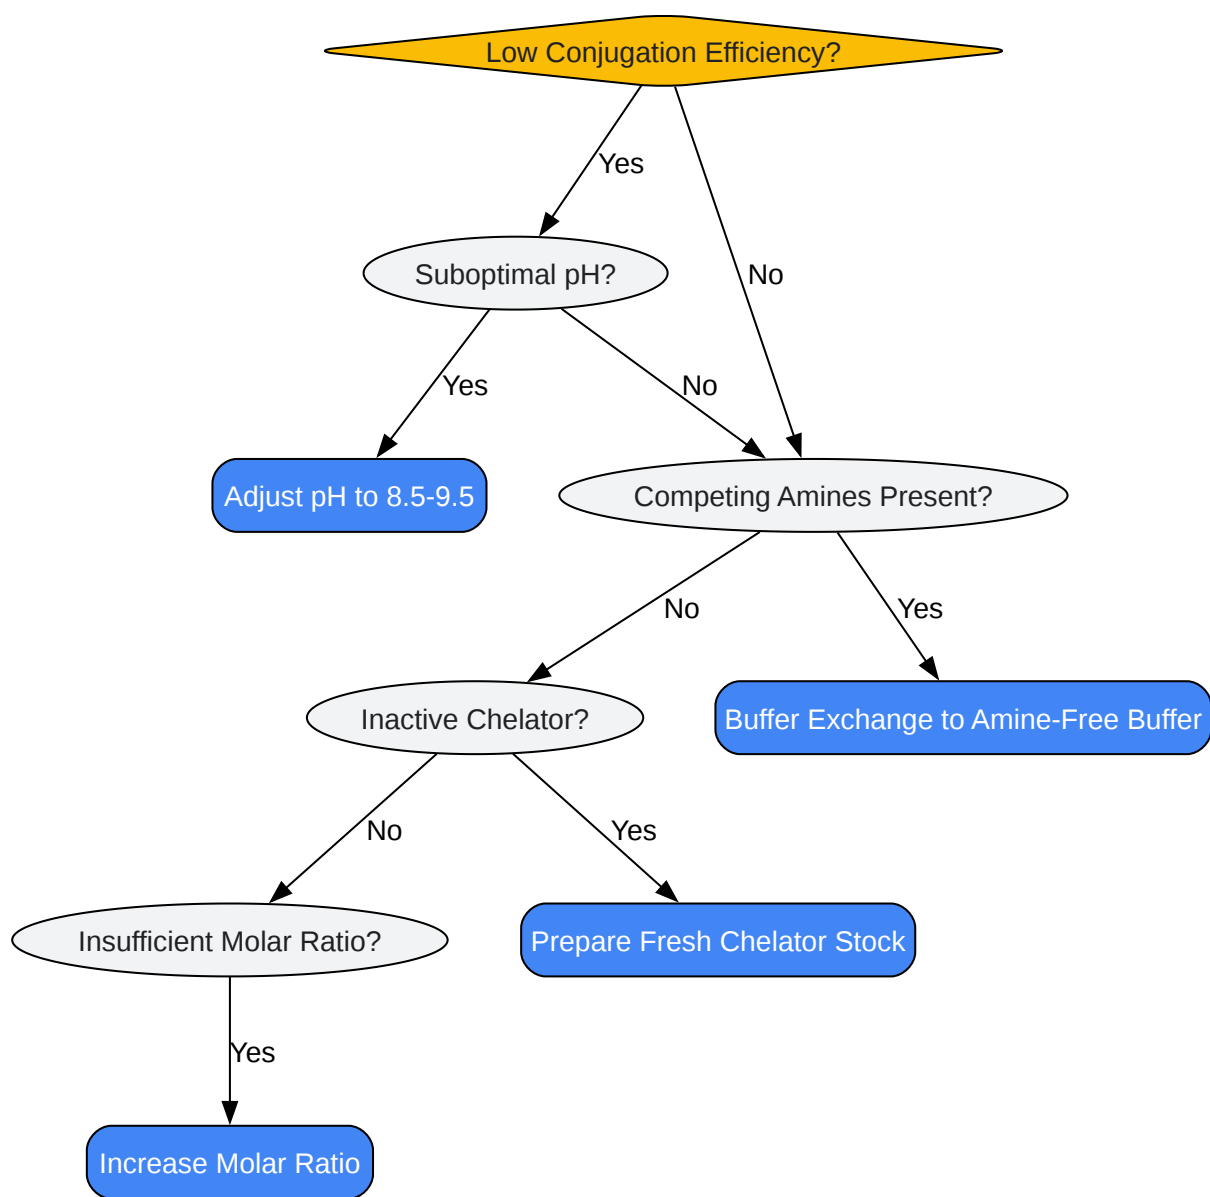 Low Conjugation Efficiency?
Yes
Suboptimal pH?
No
Yes
No
Adjust pH to 8.5-9.5
Competing Amines Present?
No
Yes
Inactive Chelator?
Buffer Exchange to Amine-Free Buffer
No
Yes
Insufficient Molar Ratio?
Prepare Fresh Chelator Stock
Yes
Increase Molar Ratio